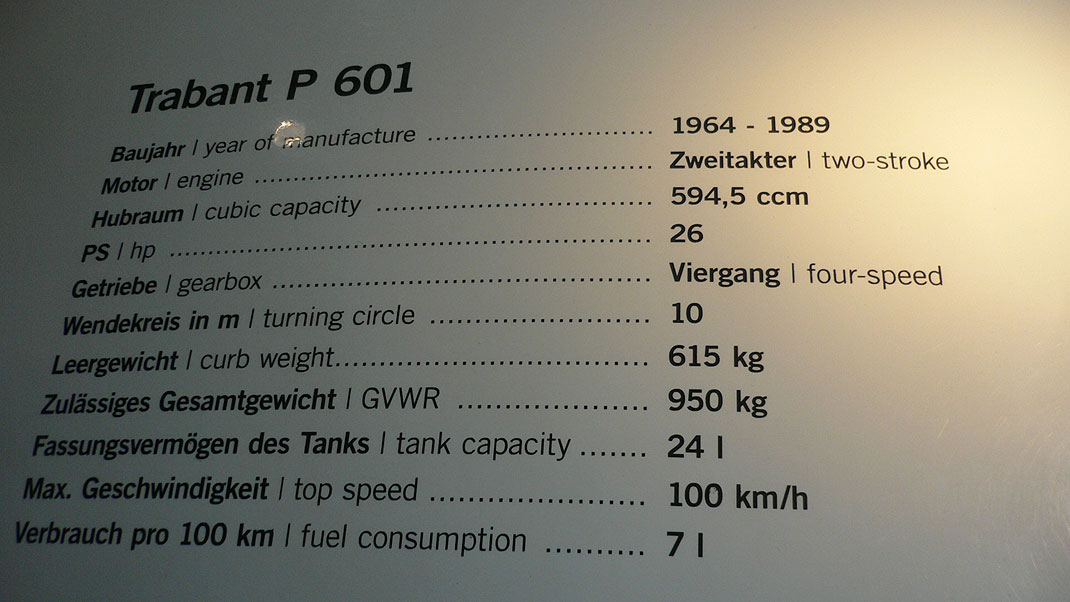 Trabant P 601
Baujahr | year of manufacture ........................... 1964 - 1989
Motor | engine ................................................ Zweitakter | two-stroke
Hubraum | cubic capacity ................................. 594,5 ccm
PS | hp .......................................................... 26
Getriebe | gearbox ............................................ Viergang | four-speed
Wendekreis in m | turning circle .......................... 10
Leergewicht | curb weight..................................... 615 kg
Zulässiges Gesamtgewicht | GVWR ...................... 950 kg
Fassungsvermögen des Tanks | tank capacity ....... 24 l
Max. Geschwindigkeit | top speed ........................ 100 km/h
Verbrauch pro 100 km | fuel consumption .......... 7 l